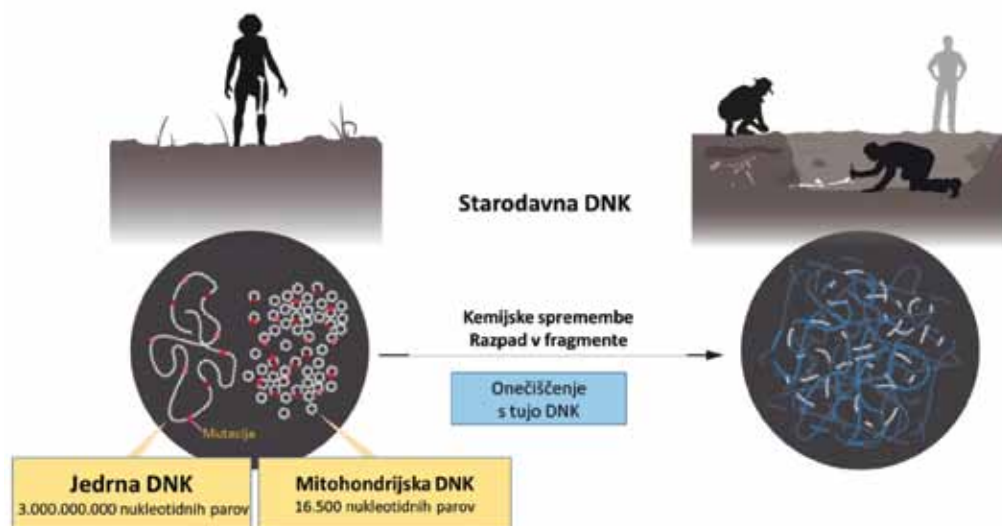 Starodavna DNK
Kemijske spremembe
Razpad v fragmente
Onečiščenje
s tujo DNK
Mutacije
Jedrna DNK
3.000.000.000 nukleotidnih parov
Mitohondrijska DNK
16.500 nukleotidnih parov